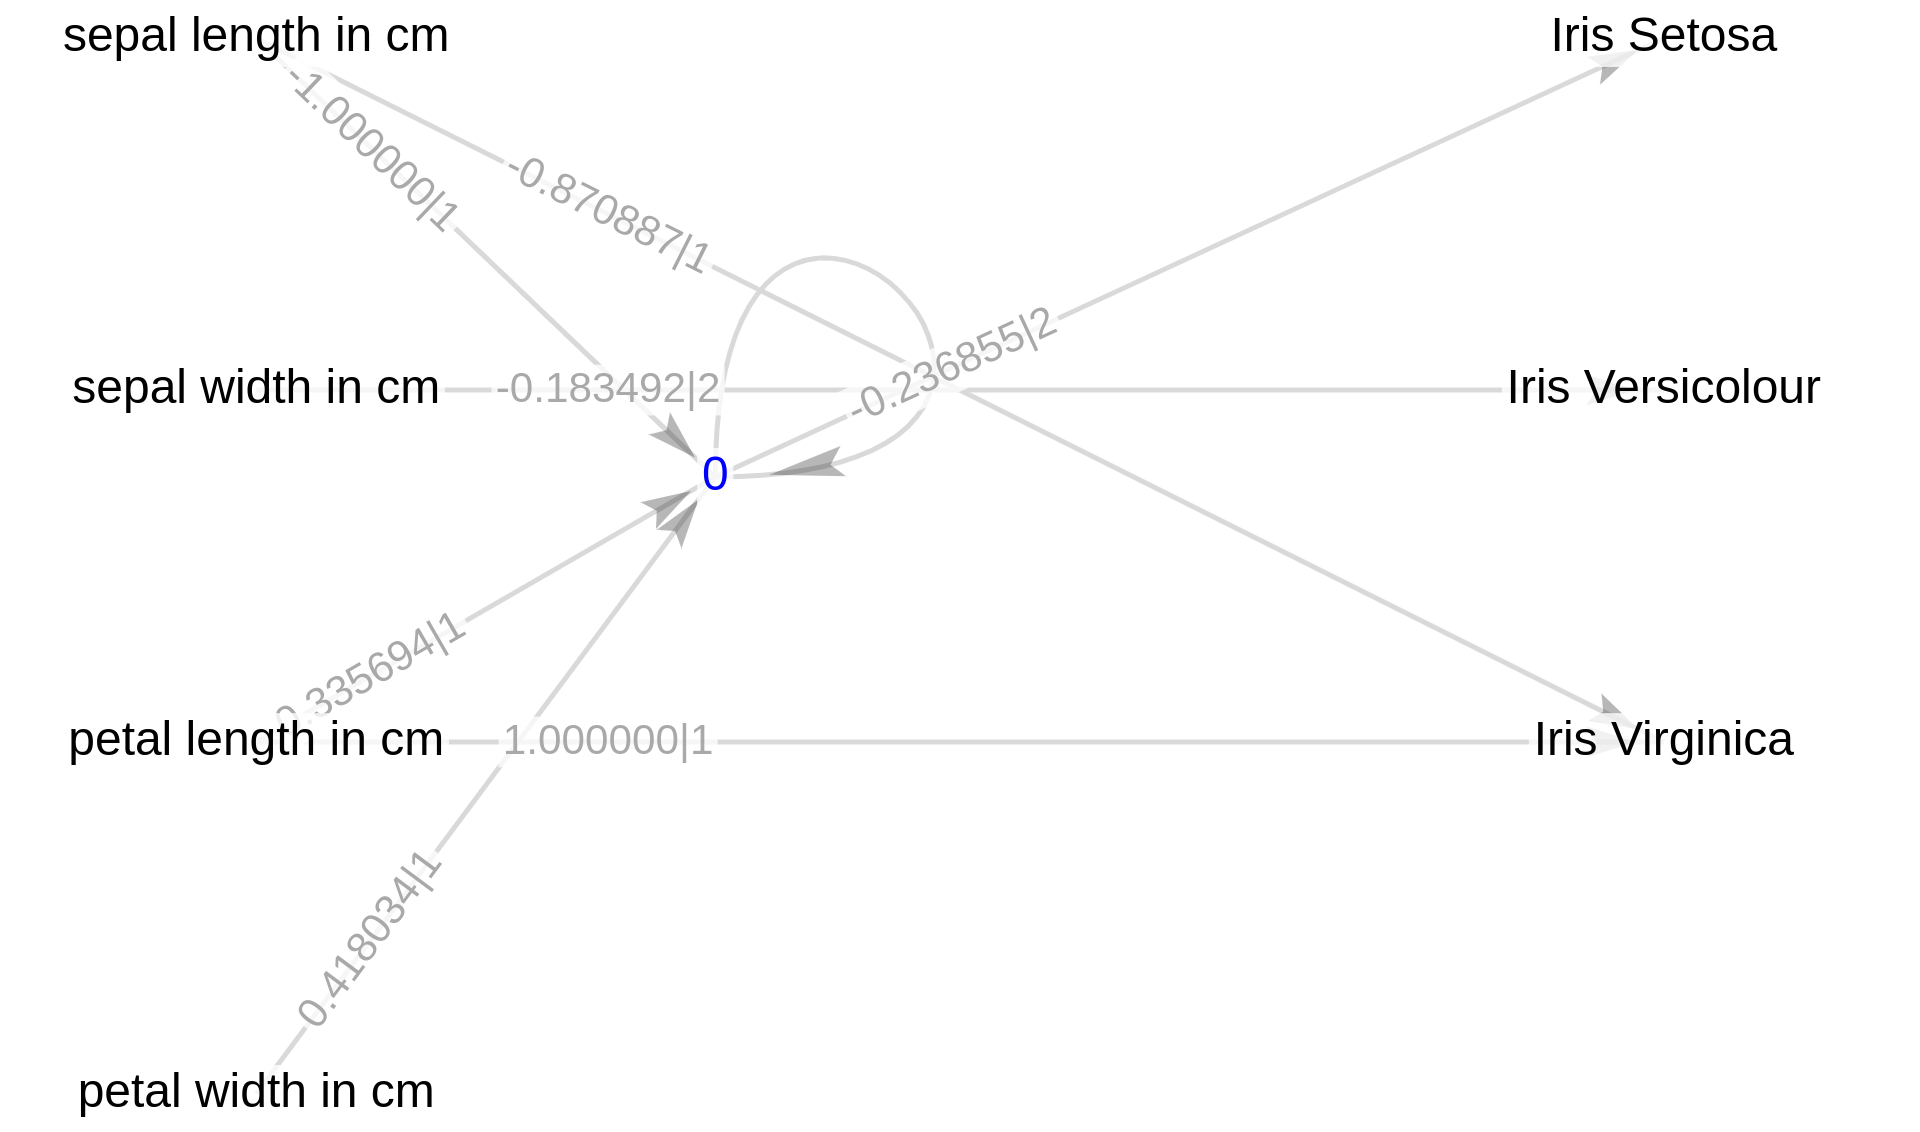 sepal length in cm
Iris Setosa
-1.000000|1
-0.870887|1
-0.236855|2
sepal width in cm
-0.183492|2
Iris Versicolour
0
0.335694|1
petal length in cm
1.000000|1
Iris Virginica
0.418034|1
petal width in cm